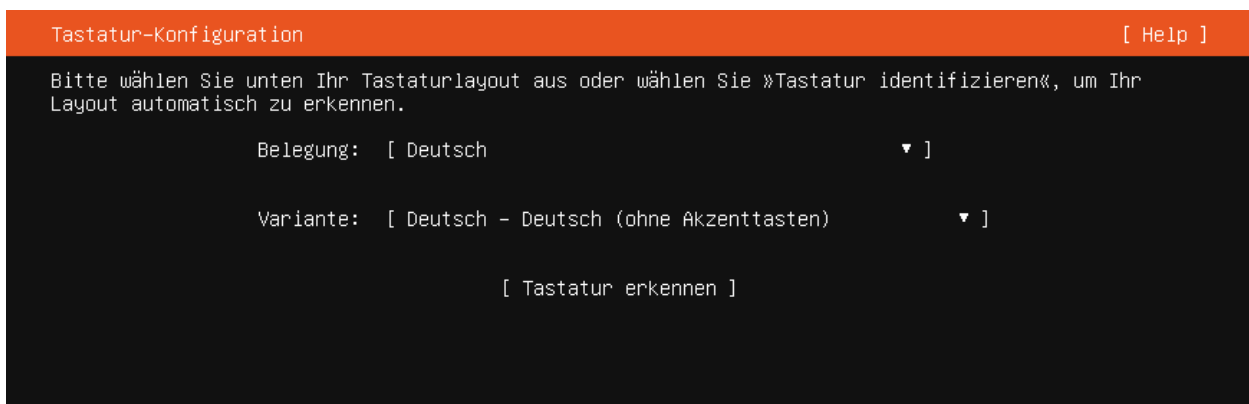 Tastatur-Konfiguration [ Help ]
Bitte wählen Sie unten Ihr Tastaturlayout aus oder wählen Sie »Tastatur identifizieren«, um Ihr
Layout automatisch zu erkennen.
Belegung: [ Deutsch ▾ ]
Variante: [ Deutsch - Deutsch (ohne Akzenttasten) ▾ ]
[ Tastatur erkennen ]